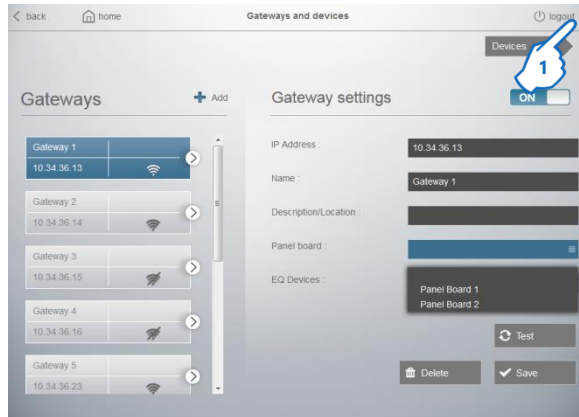 back
home
Gateways and devices
logout
Devices
1
Gateways
Add
Gateway settings
ON
Gateway 1
10.34.36.13
Gateway 2
10.34.36.14
Gateway 3
10.34.36.15
Gateway 4
10.34.36.16
Gateway 5
10.34.36.23
IP Address :
10.34.36.13
Name :
Gateway 1
Description/Location :
Panel board :
EQ Devices :
Panel Board 1
Panel Board 2
Test
Delete
Save